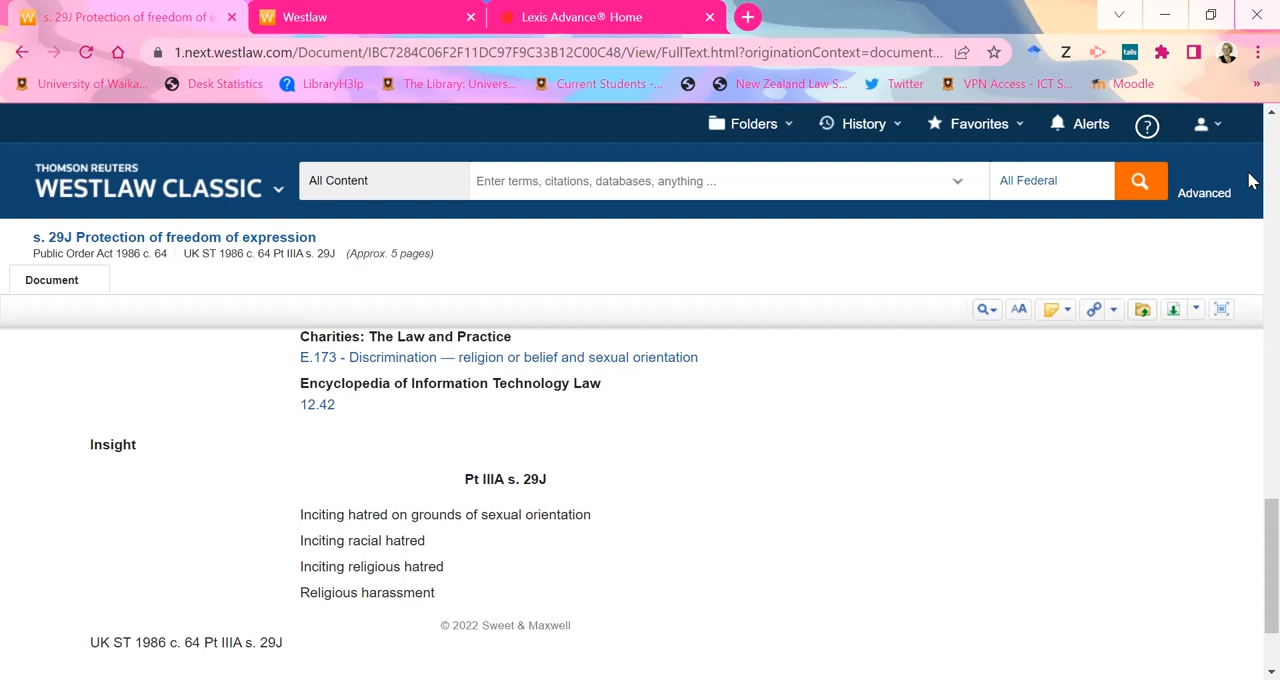 s. 29J Protection of freedom of e
Westlaw
Lexis Advance® Home
1.next.westlaw.com/Document/IBC7284C06F2F11DC97F9C33B12C00C48/View/FullText.html?originationContext=document...
University of Waika...
Desk Statistics
LibraryH3lp
The Library: Univers...
Current Students -...
New Zealand Law S...
Twitter
VPN Access - ICT S...
Moodle
»
Folders
History
Favorites
Alerts
THOMSON REUTERS
WESTLAW CLASSIC
All Content
Enter terms, citations, databases, anything ...
All Federal
Advanced
s. 29J Protection of freedom of expression
Public Order Act 1986 c. 64 UK ST 1986 c. 64 Pt IIIA s. 29J (Approx. 5 pages)
Document
AA
Charities: The Law and Practice
E.173 - Discrimination — religion or belief and sexual orientation
Encyclopedia of Information Technology Law
12.42
Insight
Pt IIIA s. 29J
Inciting hatred on grounds of sexual orientation
Inciting racial hatred
Inciting religious hatred
Religious harassment
© 2022 Sweet & Maxwell
UK ST 1986 c. 64 Pt IIIA s. 29J